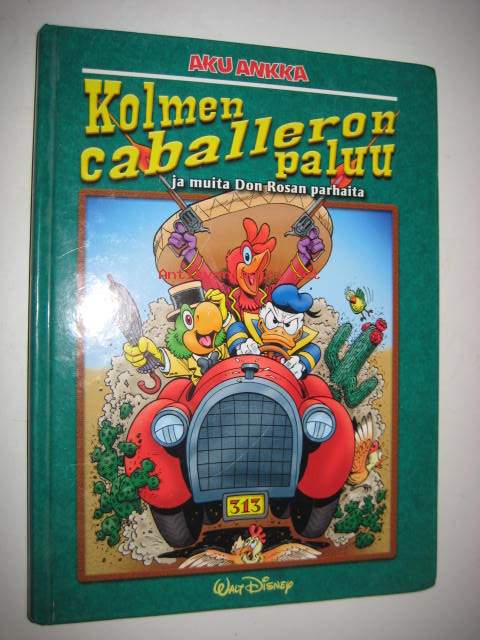 AKU ANKKA
Kolmen
caballeron
paluu
ja muita Don Rosan parhaita
313
WALT DISNEY